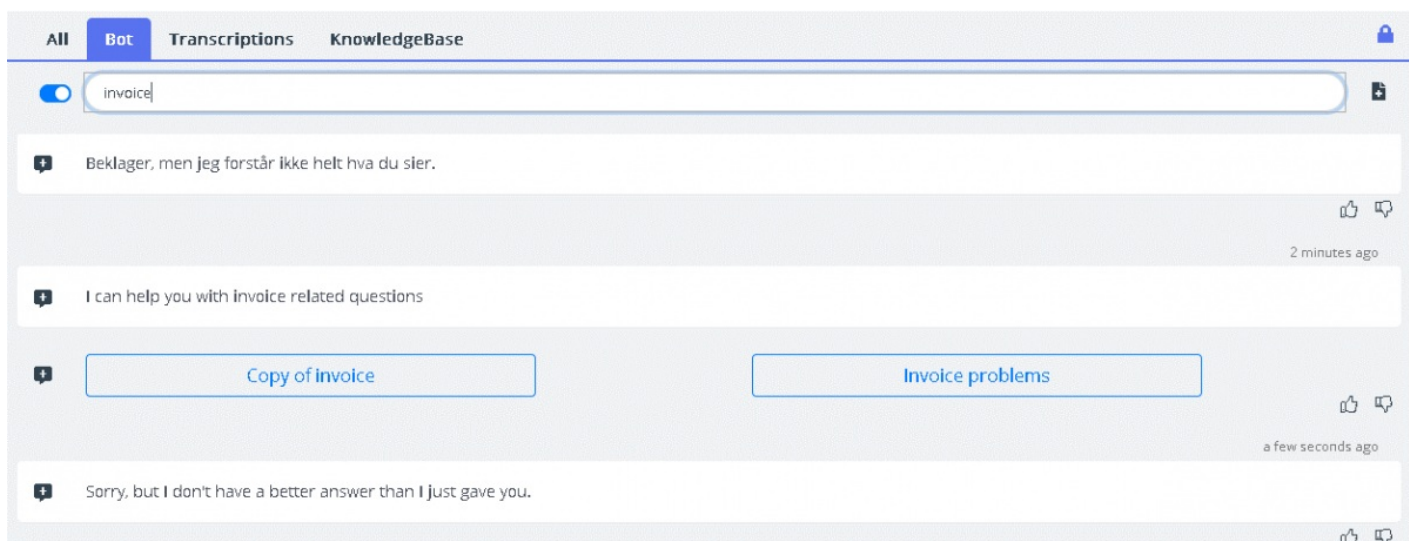 All Bot Transcriptions KnowledgeBase
invoice
Beklager, men jeg forstår ikke helt hva du sier.
2 minutes ago
I can help you with invoice related questions
Copy of invoice Invoice problems
a few seconds ago
Sorry, but I don't have a better answer than I just gave you.